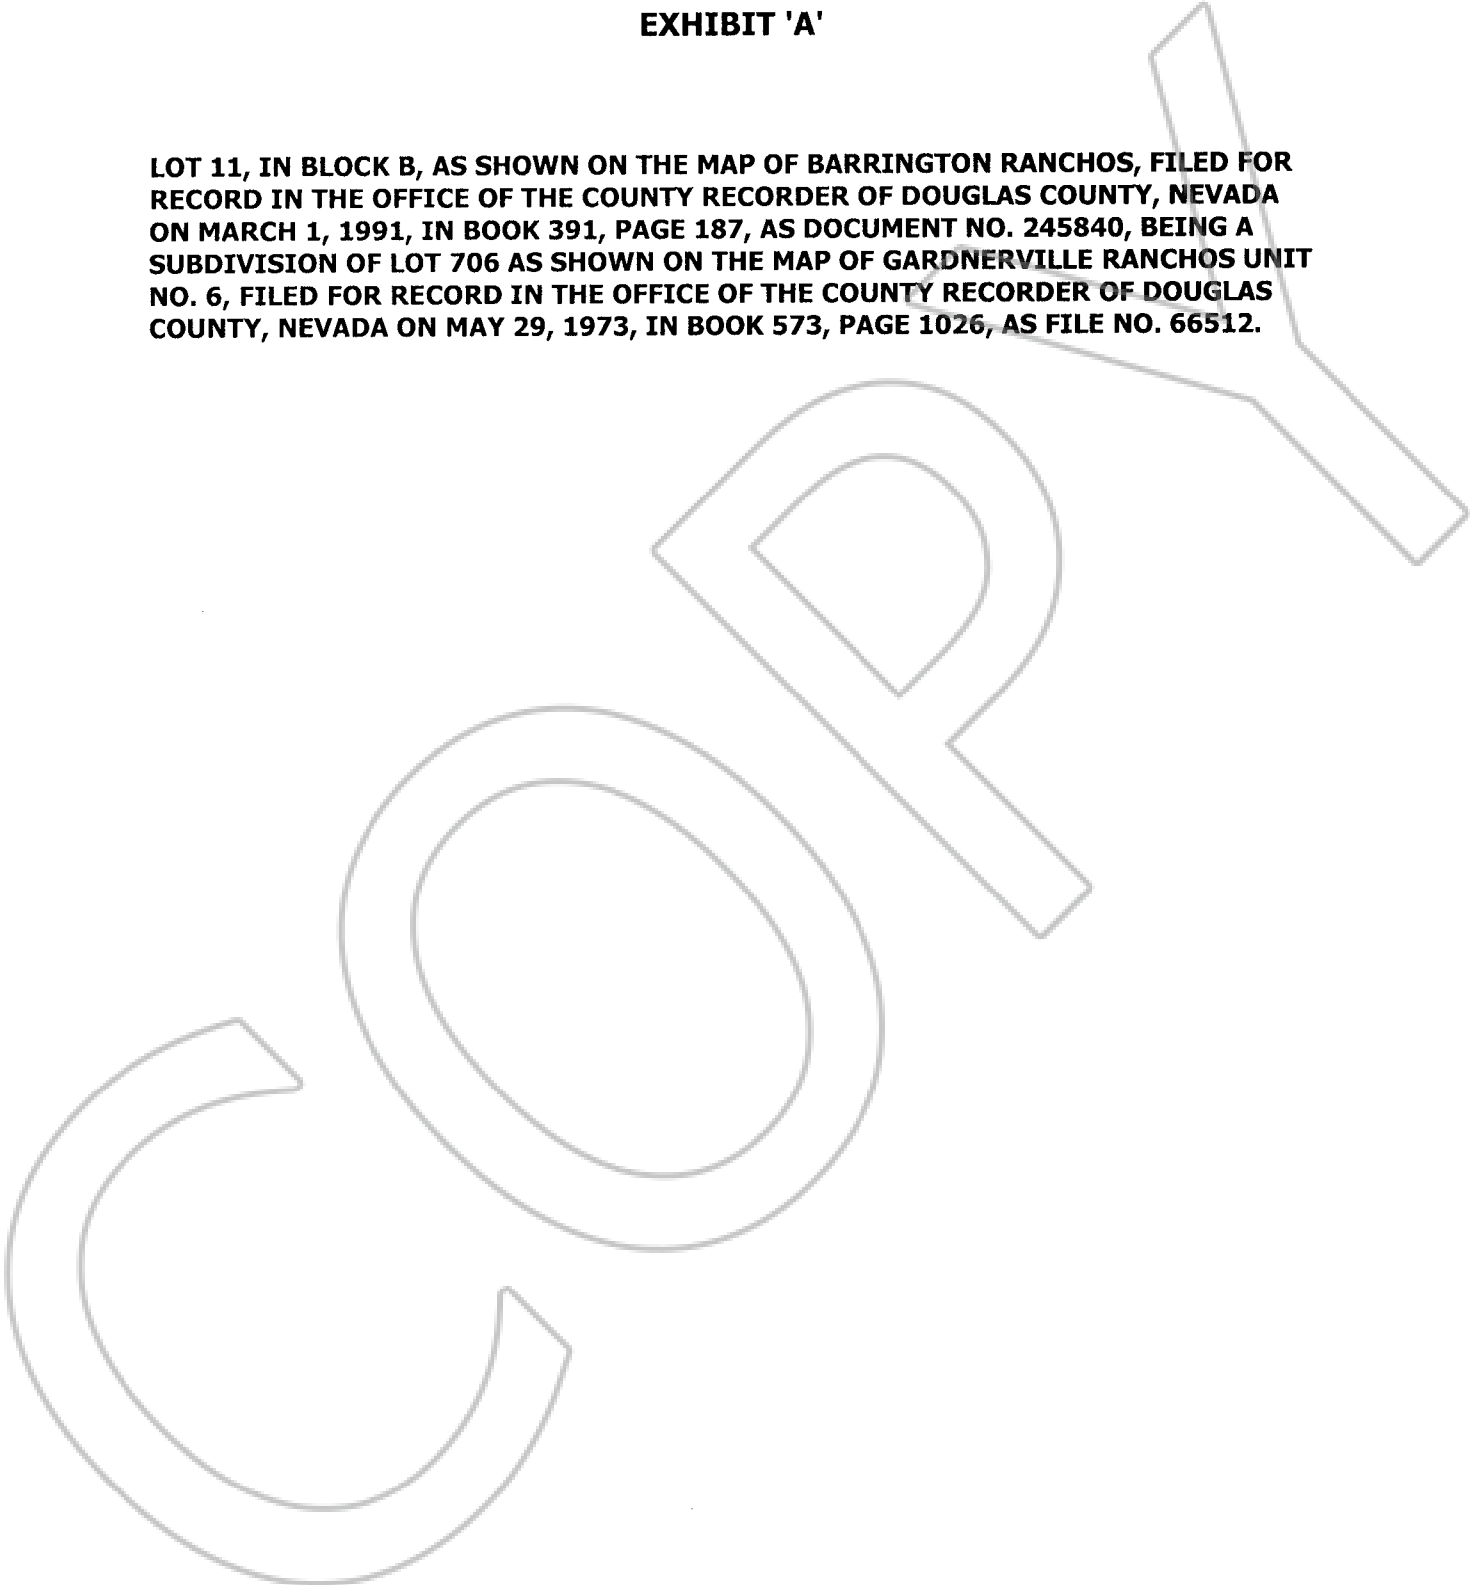 EXHIBIT 'A'
LOT 11, IN BLOCK B, AS SHOWN ON THE MAP OF BARRINGTON RANCHOS, FILED FOR
RECORD IN THE OFFICE OF THE COUNTY RECORDER OF DOUGLAS COUNTY, NEVADA
ON MARCH 1, 1991, IN BOOK 391, PAGE 187, AS DOCUMENT NO. 245840, BEING A
SUBDIVISION OF LOT 706 AS SHOWN ON THE MAP OF GARDNERVILLE RANCHOS UNIT
NO. 6, FILED FOR RECORD IN THE OFFICE OF THE COUNTY RECORDER OF DOUGLAS
COUNTY, NEVADA ON MAY 29, 1973, IN BOOK 573, PAGE 1026, AS FILE NO. 66512.
COPY